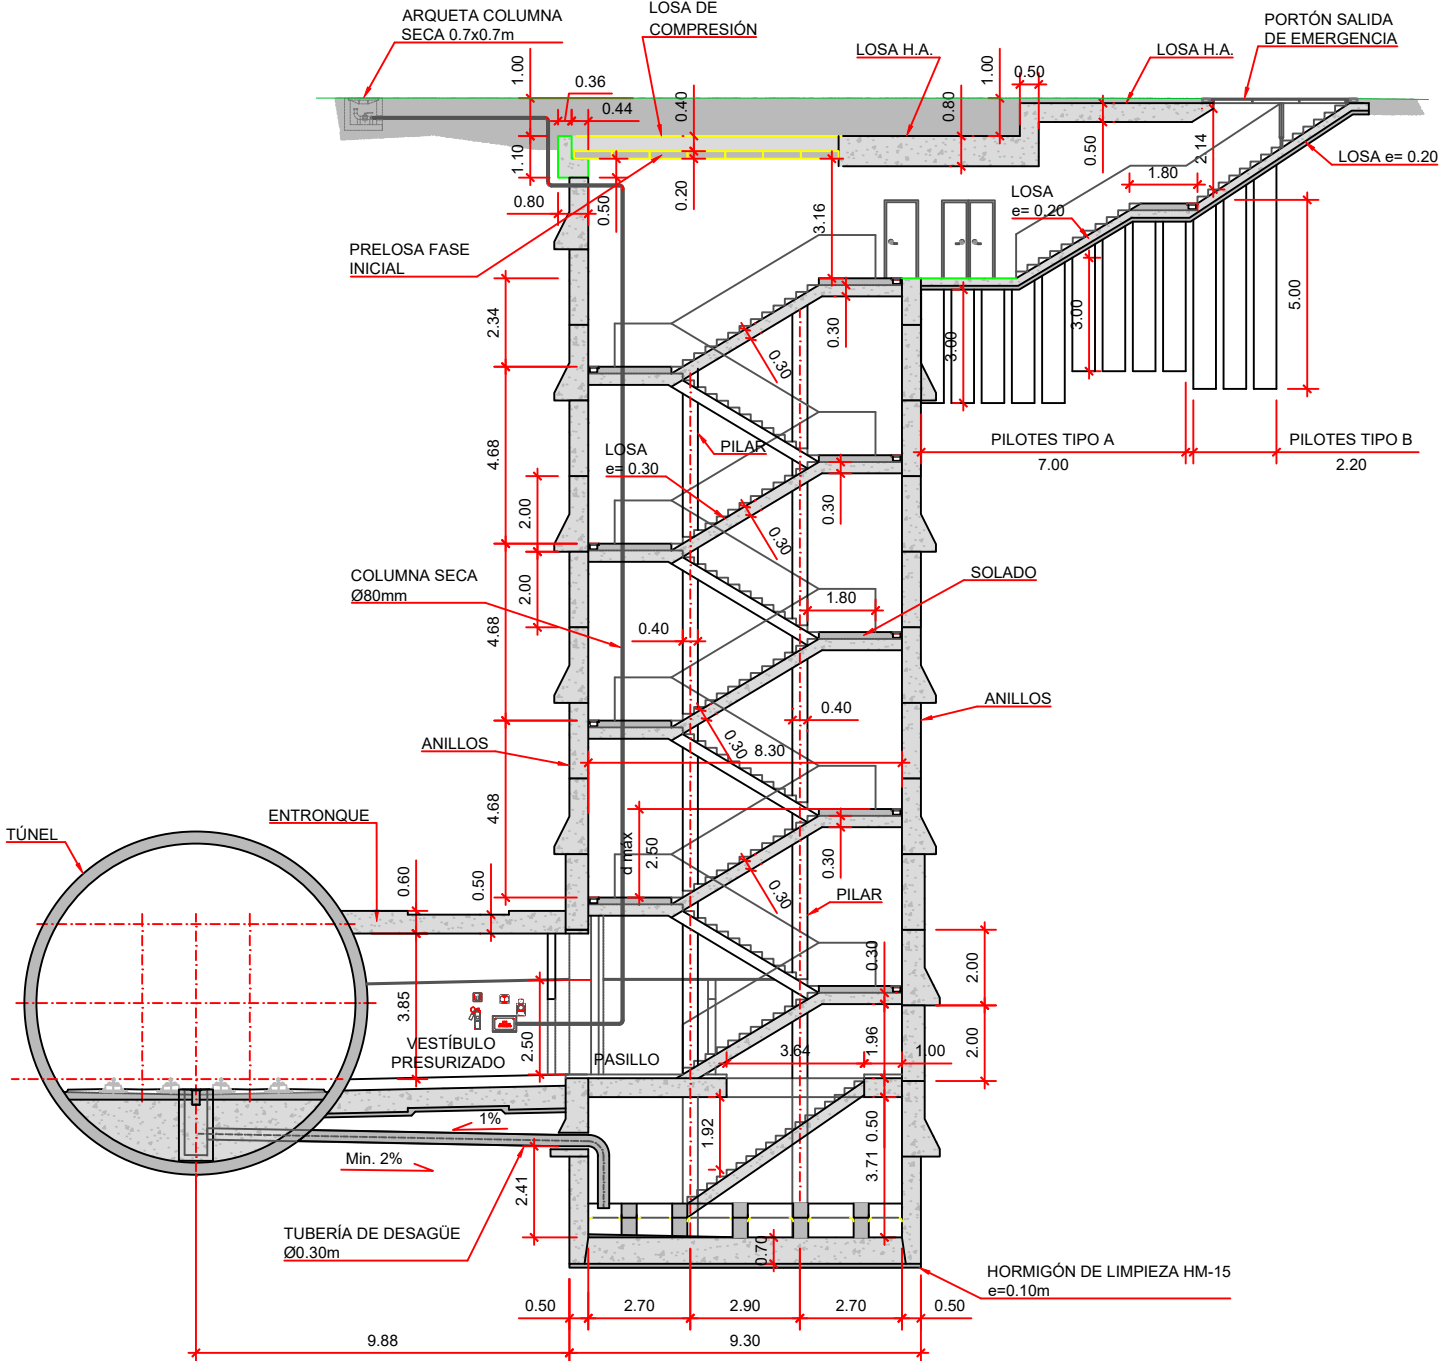 ARQUETA COLUMNA
SECA 0.7x0.7m
LOSA DE
COMPRESIÓN
LOSA H.A.
LOSA H.A.
PORTÓN SALIDA
DE EMERGENCIA
1.00
0.36
0.44
0.40
1.00
0.50
0.80
0.50
2.14
LOSA e= 0.20
1.10
0.80
0.50
0.20
3.16
1.80
LOSA
e= 0.20
PRELOSA FASE
INICIAL
2.34
0.30
0.30
3.00
3.00
5.00
4.68
PILAR
LOSA
e= 0.30
PILOTES TIPO A
7.00
PILOTES TIPO B
2.20
2.00
0.30
0.30
COLUMNA SECA
Ø80mm
2.00
SOLADO
1.80
4.68
0.40
ANILLOS
0.40
ANILLOS
0.30
8.30
4.68
ENTRONQUE
TÚNEL
d máx
2.50
0.30
0.60
0.50
0.30
PILAR
0.30
2.00
3.85
2.50
VESTÍBULO
PRESURIZADO
PASILLO
3.64
1.96
1.00
2.00
1%
Min. 2%
1.92
0.50
3.71
2.41
TUBERÍA DE DESAGÜE
Ø0.30m
0.70
HORMIGÓN DE LIMPIEZA HM-15
e=0.10m
0.50
2.70
2.90
2.70
0.50
9.88
9.30